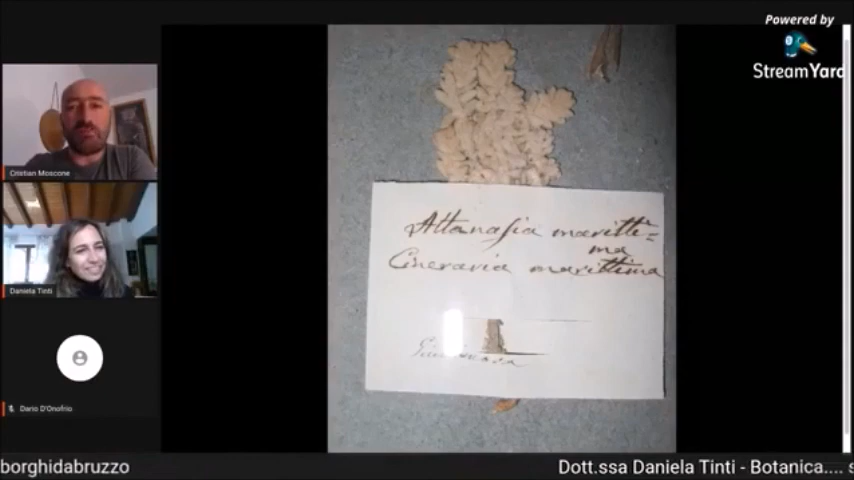 Powered by
StreamYard
Cristian Moscone
Daniela Tinti
Dario D'Onofrio
Attanasia maritti=
ma
Cineraria marittima
borghidabruzzo
Dott.ssa Daniela Tinti - Botanica.... s